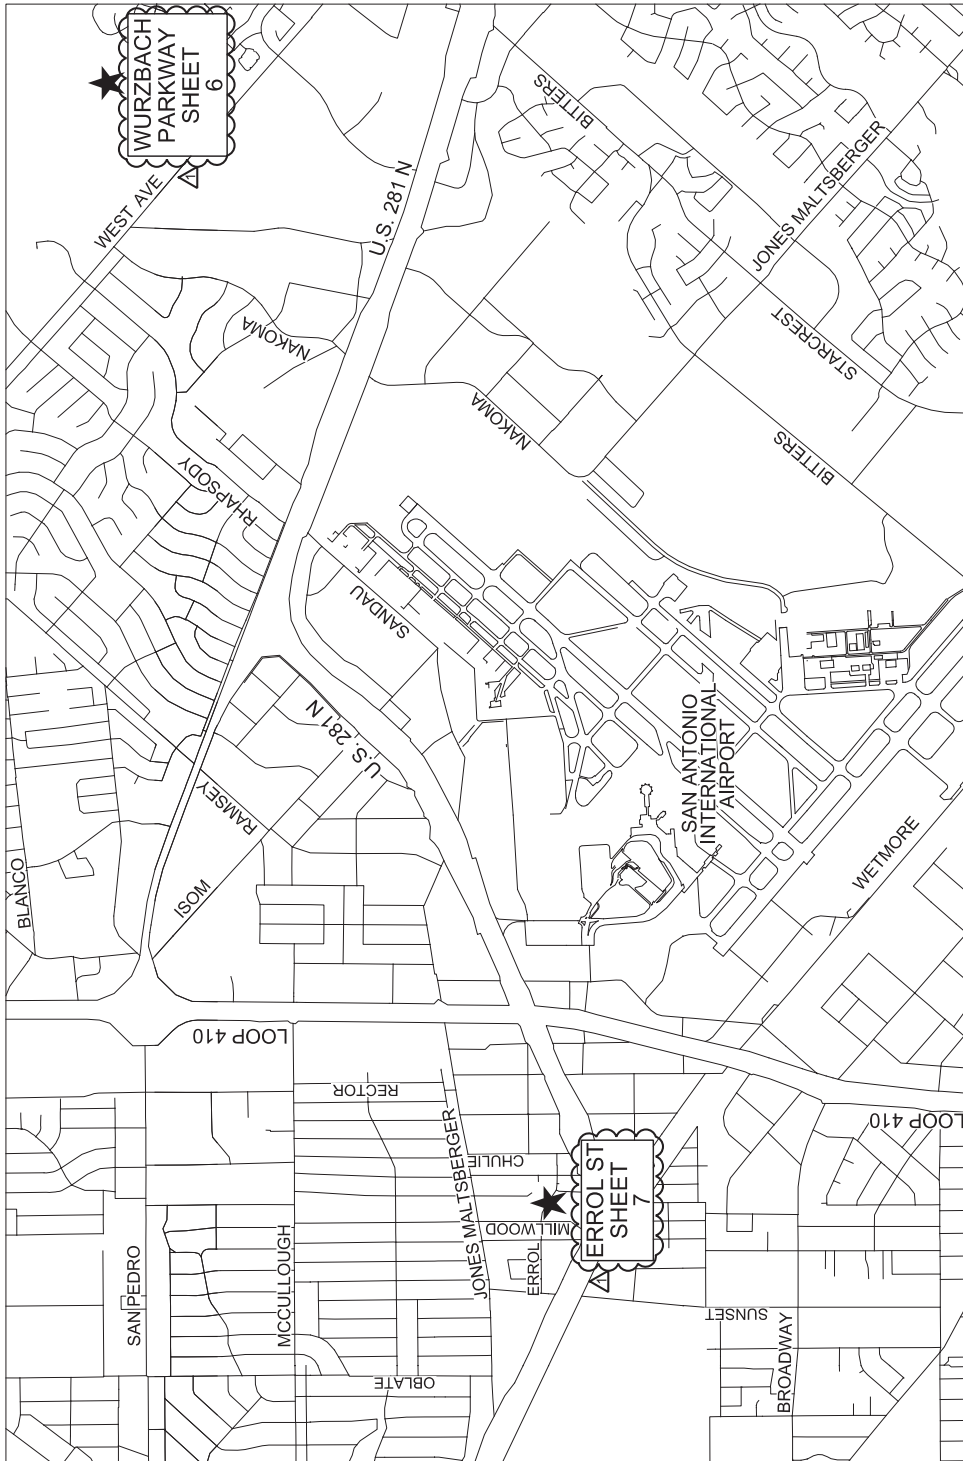 WURZBACH
PARKWAY
SHEET
6
1
WEST AVE
U.S. 281 N
BITTERS
JONES MALTSBERGER
NAKOMA
NAKOMA
STARCREST
BITTERS
RHAPSODY
SANDAU
U.S. 281 N
SAN ANTONIO
INTERNATIONAL
AIRPORT
RAMSEY
BLANCO
ISOM
WETMORE
LOOP 410
LOOP 410
RECTOR
JONES MALTSBERGER
CHULIE
MILLWOOD
ERROL
ERROL ST
SHEET
7
1
SAN PEDRO
MCCULLOUGH
SUNSET
BROADWAY
OBLATE